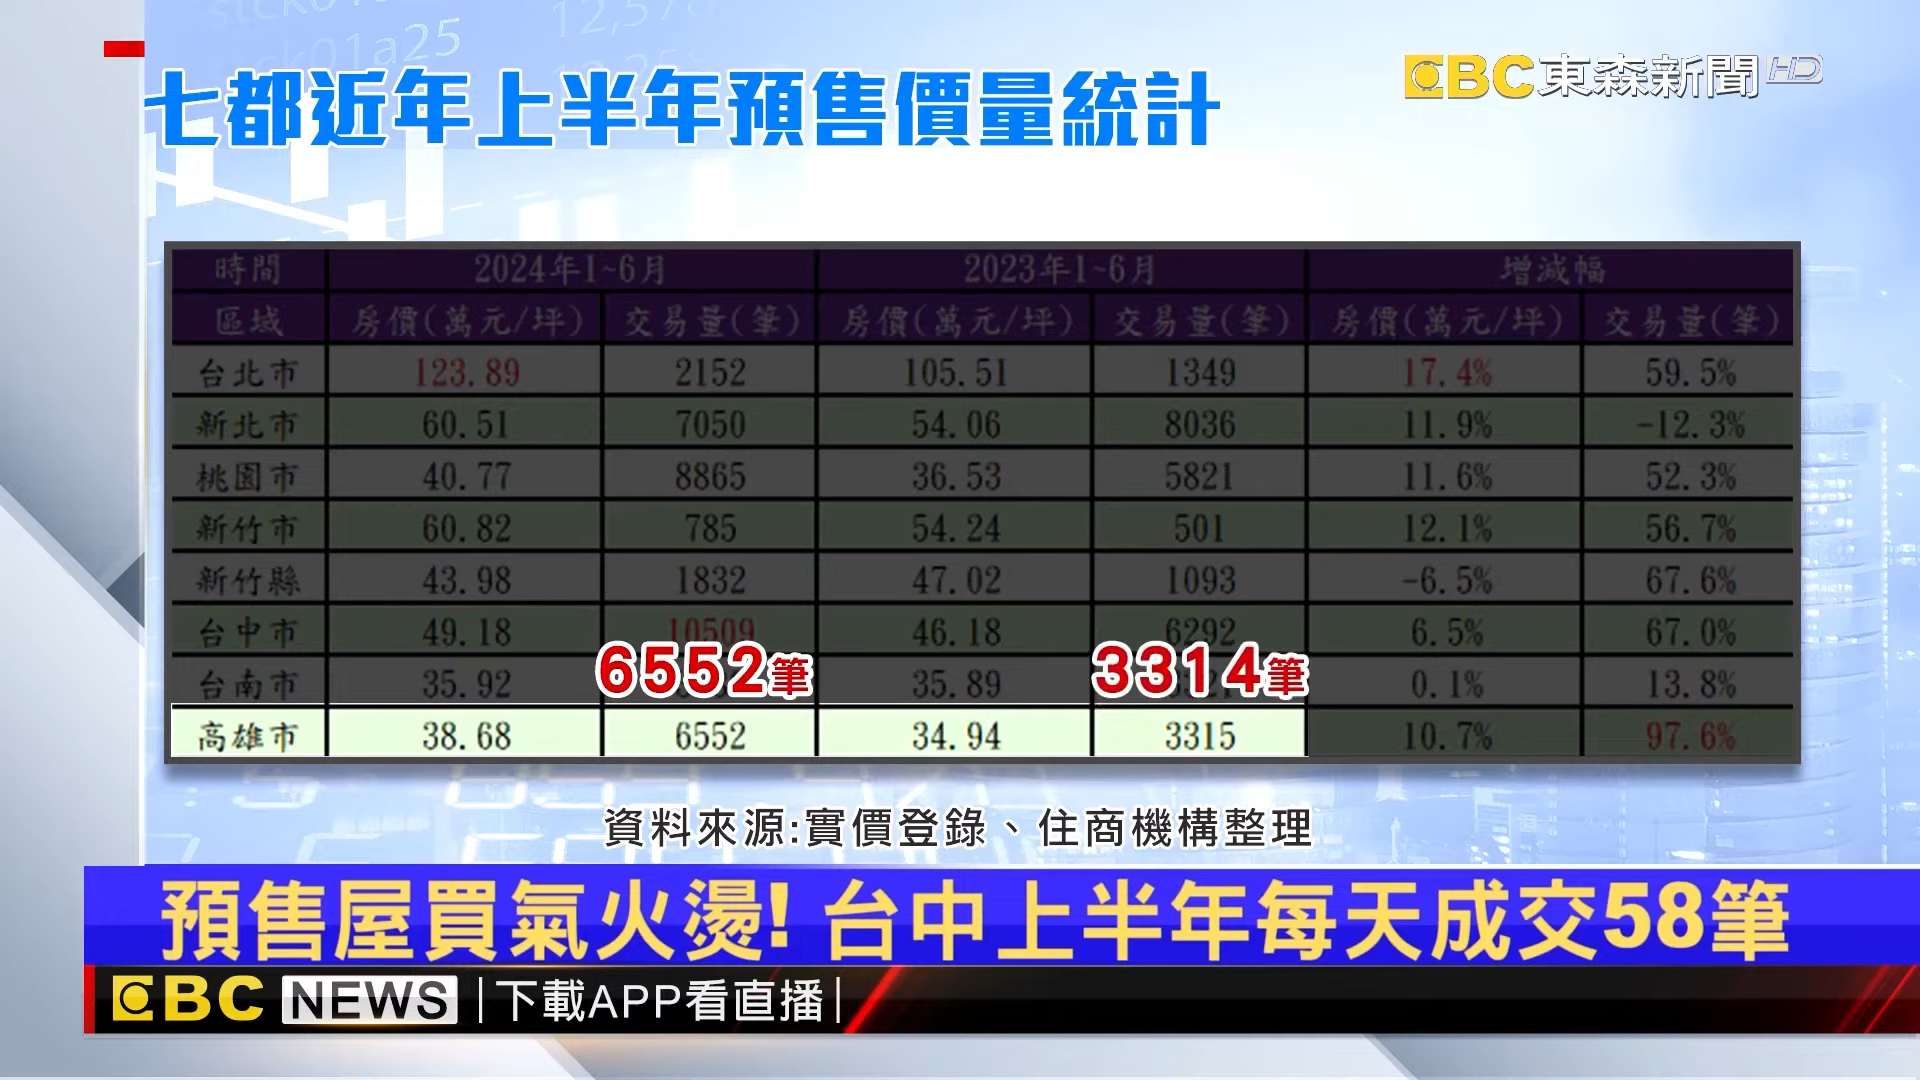 stck01a25
12,57
七都近年上半年預售價量統計
EBC東森新聞HD
時間 2024年1~6月 2023年1~6月 增減幅
區域 房價(萬元/坪) 交易量(筆) 房價(萬元/坪) 交易量(筆) 房價(萬元/坪) 交易量(筆)
台北市 123.89 2152 105.51 1349 17.4% 59.5%
新北市 60.51 7050 54.06 8036 11.9% -12.3%
桃園市 40.77 8865 36.53 5821 11.6% 52.3%
新竹市 60.82 785 54.24 501 12.1% 56.7%
新竹縣 43.98 1832 47.02 1093 -6.5% 67.6%
台中市 49.18 10509 46.18 6292 6.5% 67.0%
6552筆 3314筆
台南市 35.92 35.89 0.1% 13.8%
高雄市 38.68 6552 34.94 3315 10.7% 97.6%
資料來源:實價登錄、住商機構整理
預售屋買氣火燙!台中上半年每天成交58筆
EBC NEWS 下載APP看直播